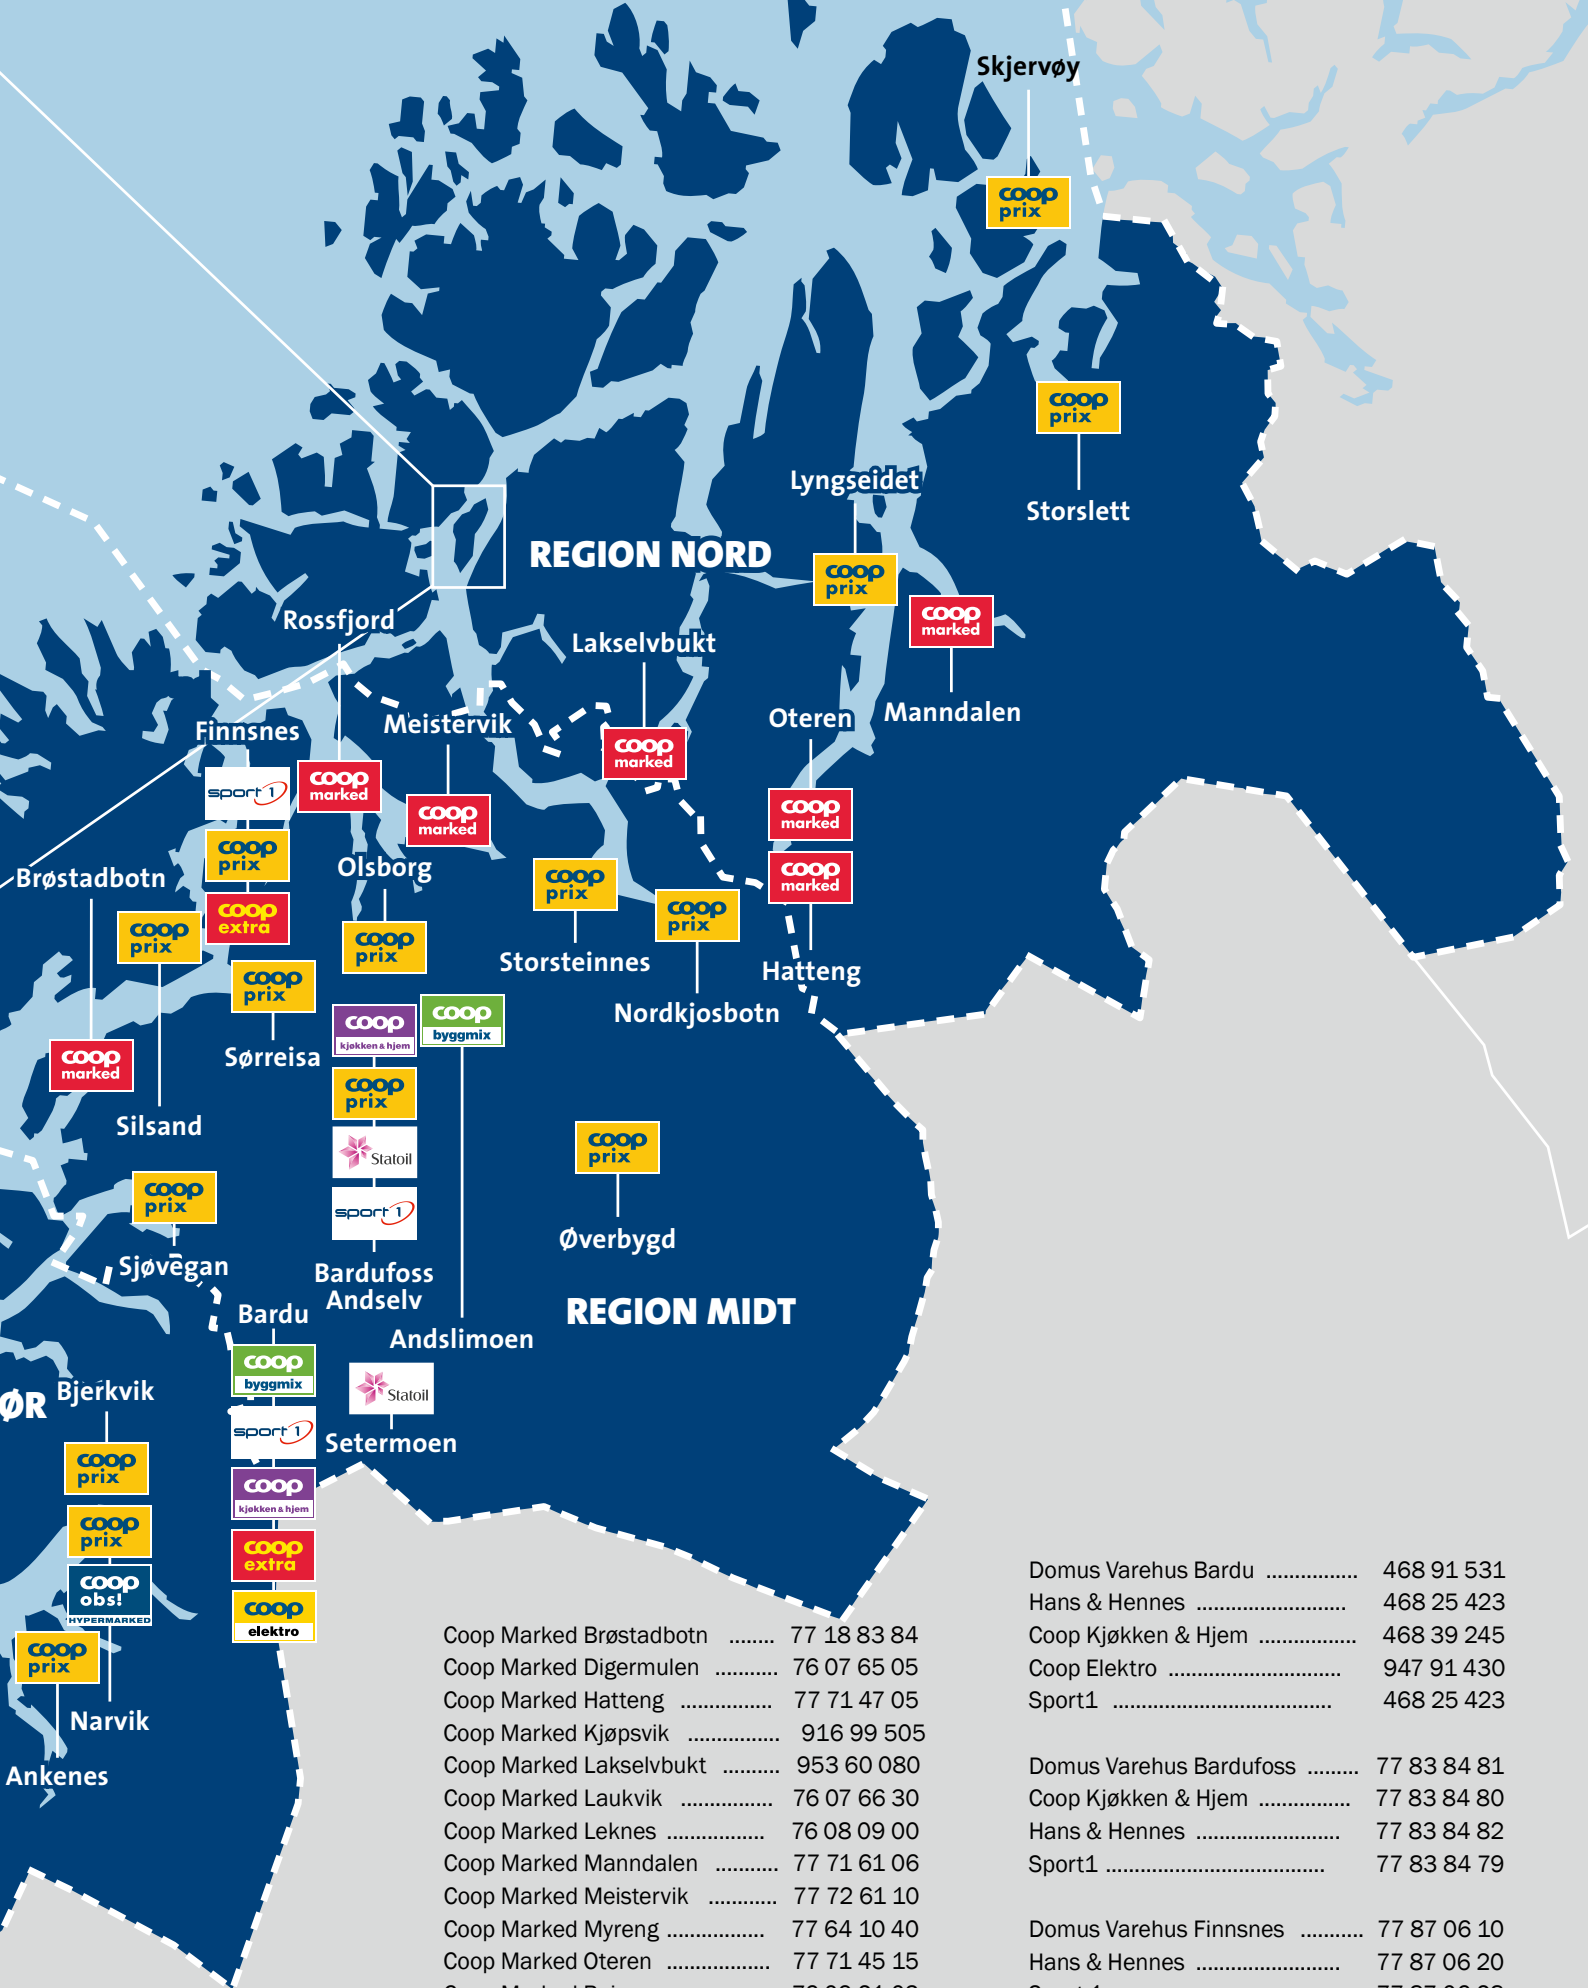 Skjervøy
coop
prix
coop
prix
Storslett
Lyngseidet
coop
prix
REGION NORD
coop
marked
Manndalen
Rossfjord
Lakselvbukt
coop
marked
Oteren
coop
marked
coop
marked
Hatteng
Finnsnes
sport 1
coop
prix
coop
extra
coop
marked
Meistervik
coop
marked
Brøstadbotn
coop
marked
coop
prix
Silsand
Olsborg
coop
prix
coop
prix
Storsteinnes
coop
prix
Nordkjosbotn
coop
prix
Sørreisa
coop
kjøkken & hjem
coop
prix
Statoil
sport 1
Bardufoss
Andselv
coop
byggmix
Andslimoen
coop
prix
Øverbygd
coop
prix
Sjøvegan
REGION MIDT
Bardu
coop
byggmix
sport 1
coop
kjøkken & hjem
coop
extra
coop
elektro
Statoil
Setermoen
ØR
Bjerkvik
coop
prix
coop
prix
coop
obs!
HYPERMARKED
Narvik
coop
prix
Ankenes
Coop Marked Brøstadbotn ........ 77 18 83 84
Coop Marked Digermulen ........... 76 07 65 05
Coop Marked Hatteng ................ 77 71 47 05
Coop Marked Kjøpsvik ................ 916 99 505
Coop Marked Lakselvbukt .......... 953 60 080
Coop Marked Laukvik ................ 76 07 66 30
Coop Marked Leknes ................. 76 08 09 00
Coop Marked Manndalen ........... 77 71 61 06
Coop Marked Meistervik ............ 77 72 61 10
Coop Marked Myreng ................. 77 64 10 40
Coop Marked Oteren .................. 77 71 45 15
Domus Varehus Bardu ................ 468 91 531
Hans & Hennes .......................... 468 25 423
Coop Kjøkken & Hjem ................. 468 39 245
Coop Elektro .............................. 947 91 430
Sport1 ...................................... 468 25 423
Domus Varehus Bardufoss ......... 77 83 84 81
Coop Kjøkken & Hjem ................ 77 83 84 80
Hans & Hennes ......................... 77 83 84 82
Sport1 ...................................... 77 83 84 79
Domus Varehus Finnsnes ........... 77 87 06 10
Hans & Hennes ......................... 77 87 06 20